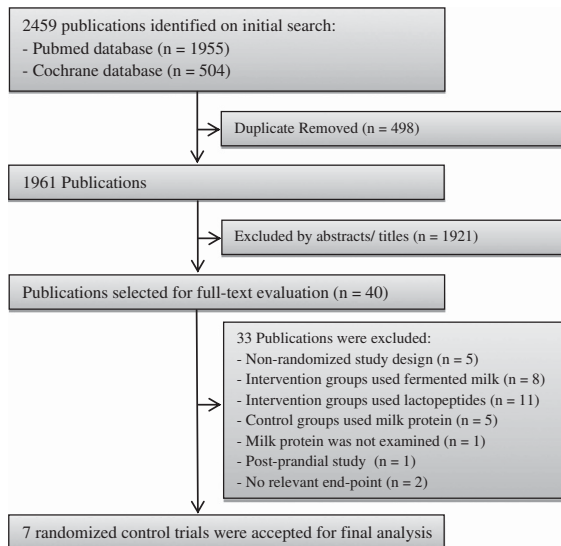 2459 publications identified on initial search:
- Pubmed database (n = 1955)
- Cochrane database (n = 504)
Duplicate Removed (n = 498)
1961 Publications
Excluded by abstracts/ titles (n = 1921)
Publications selected for full-text evaluation (n = 40)
33 Publications were excluded:
- Non-randomized study design (n = 5)
- Intervention groups used fermented milk (n = 8)
- Intervention groups used lactopeptides (n = 11)
- Control groups used milk protein (n = 5)
- Milk protein was not examined (n = 1)
- Post-prandial study (n = 1)
- No relevant end-point (n = 2)
7 randomized control trials were accepted for final analysis